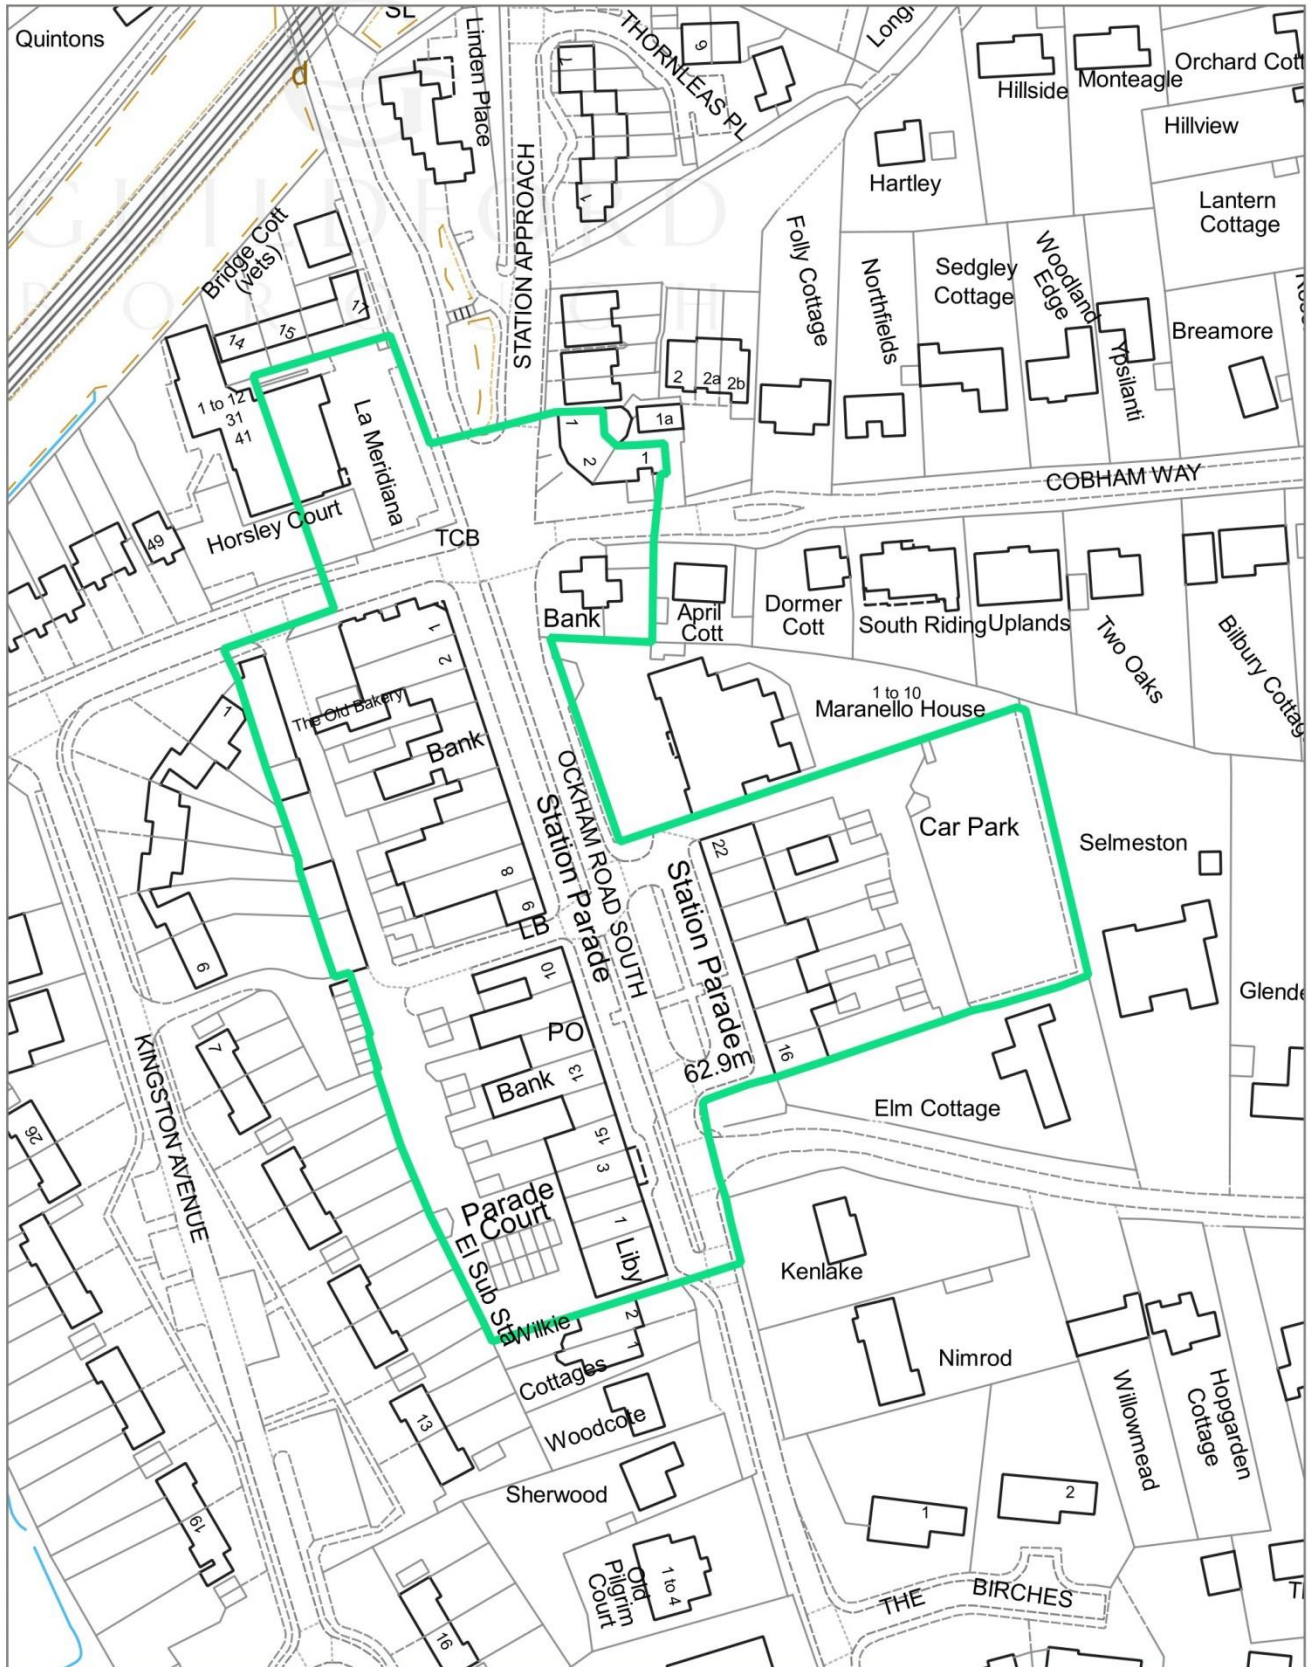 Quintons
SL
Linden Place
THORNLEAS PL
7
9
1
Hillside
Monteagle
Orchard Cott
Hillview
Hartley
Lantern
Cottage
d
GUILDFORD
BOROUGH
STATION APPROACH
Bridge Cott
(vets)
14
15
17
Folly Cottage
Northfields
Sedgley
Cottage
Woodland
Edge
Ypsilanti
Breamore
1 to 12
31
41
La Meridiana
1
2
1
1a
2
2a
2b
COBHAM WAY
Horsley Court
49
TCB
Bank
April
Cott
Dormer
Cott
South Riding
Uplands
Two Oaks
Bilbury Cottag
1
2
The Old Bakery
Bank
8
9
LB
1 to 10
Maranello House
OCKHAM ROAD SOUTH
Station Parade
Station Parade
22
16
62.9m
Car Park
Selmeston
1
6
KINGSTON AVENUE
7
26
10
PO
13
Bank
15
3
1
Liby
Parade
Court
El Sub Sta
Elm Cottage
Kenlake
Wilkie
Cottages
2
1
Woodcote
Nimrod
Willowmead
Hopgarden
Cottage
13
19
16
Sherwood
Old
Pilgrim
Court
1 to 4
1
2
THE
BIRCHES